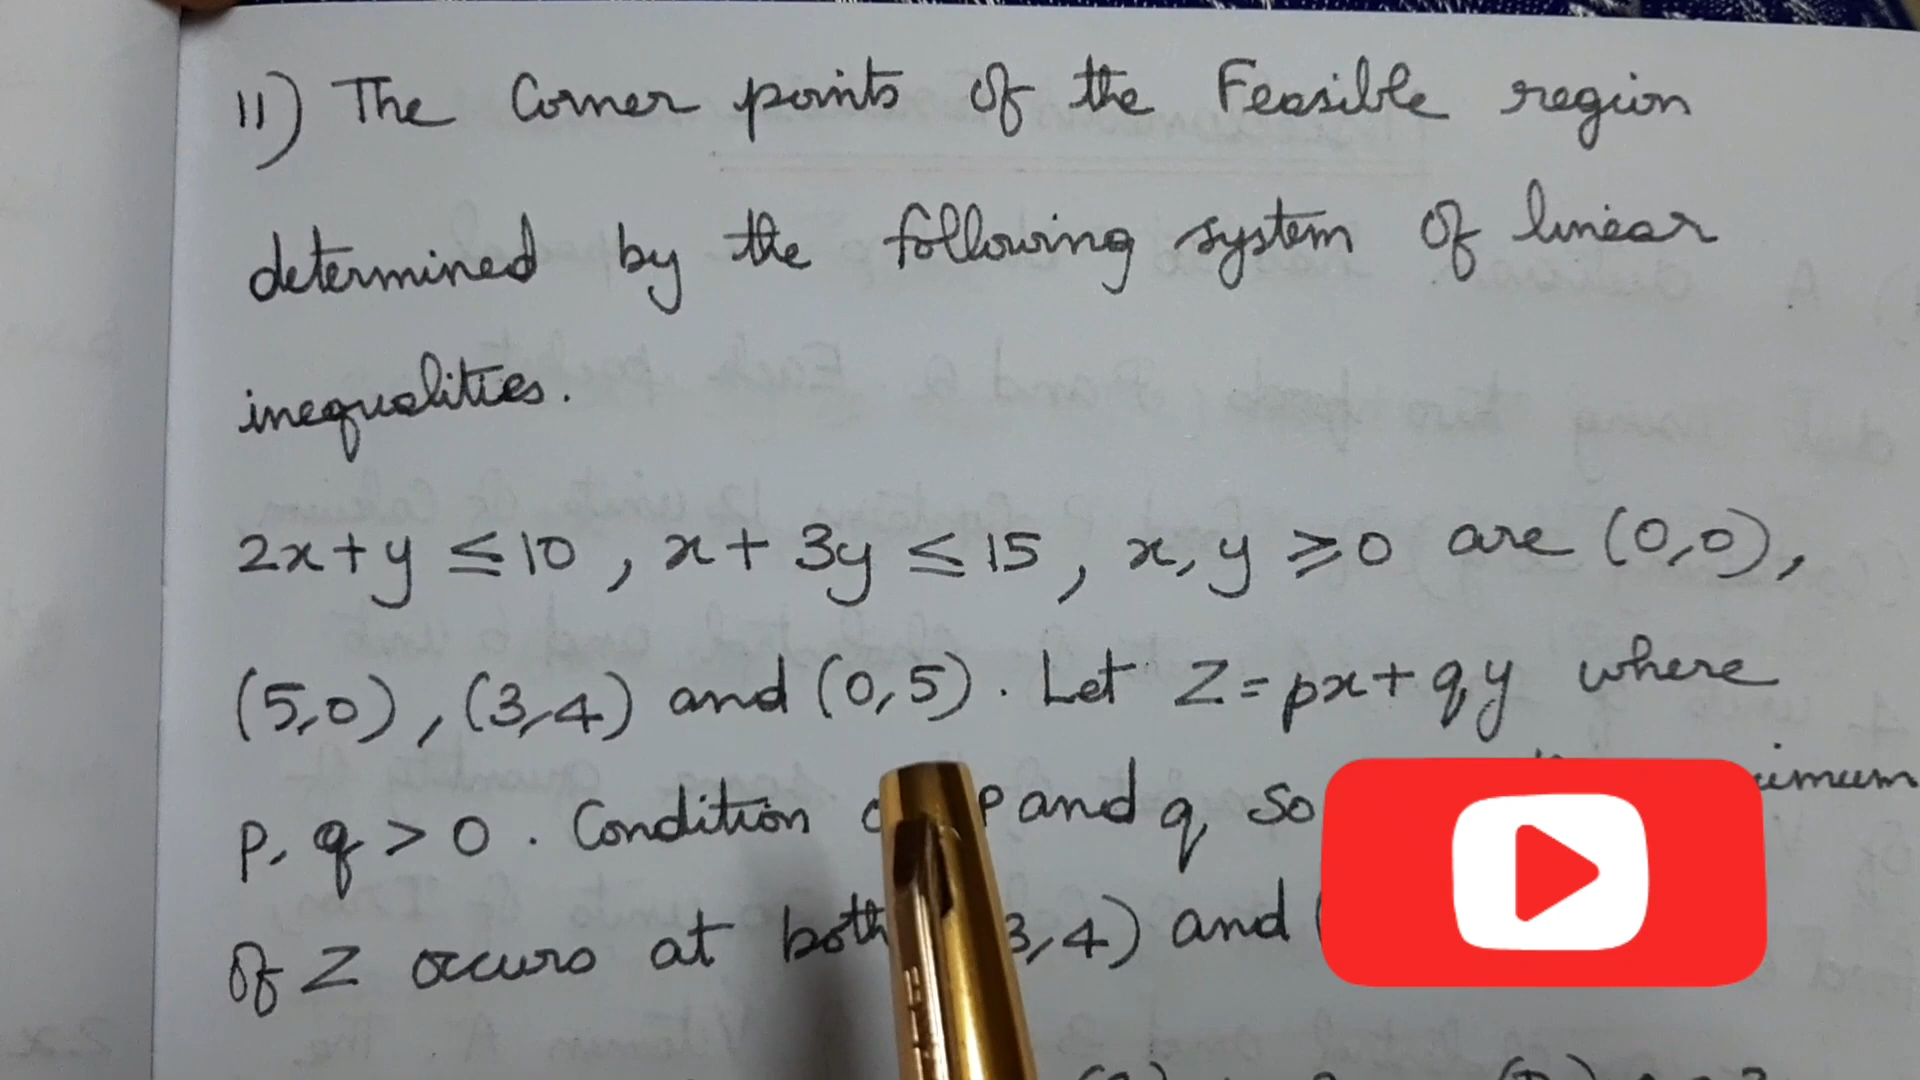 11) The Corner points of the Feasible region
determined by the following system of linear
inequalities.
2x+y ≤ 10, x+ 3y ≤ 15, x, y ≥ 0 are (0,0),
(5,0), (3,4) and (0,5). Let Z = px+qy where
P, q > 0. Condition P and q, so
of Z occurs at both 3,4) and (